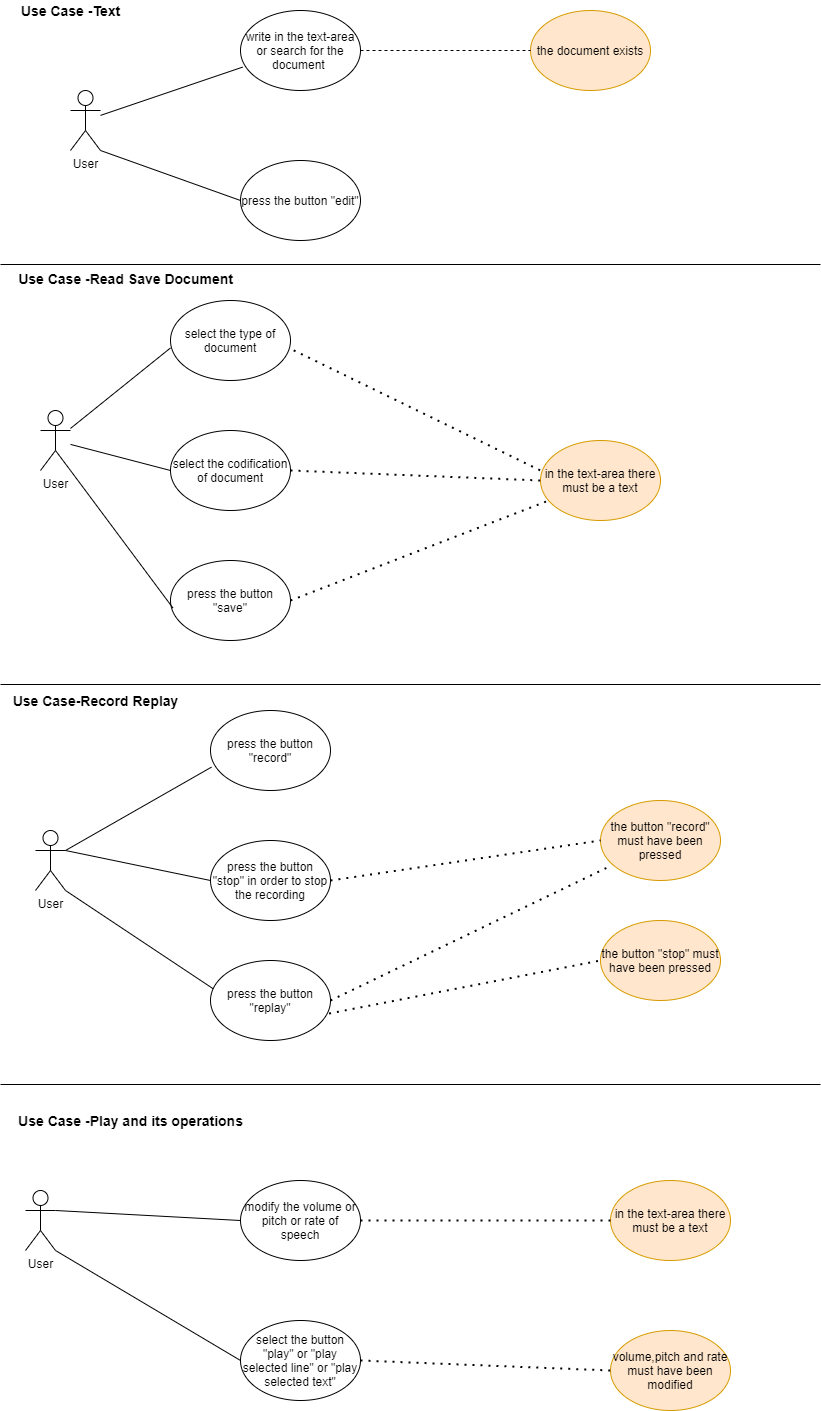 Use Case -Text
write in the text-area
or search for the
document
the document exists
User
press the button "edit"
Use Case -Read Save Document
select the type of
document
select the codification
of document
in the text-area there
must be a text
User
press the button
"save"
Use Case-Record Replay
press the button
"record"
the button "record"
must have been
pressed
press the button
"stop" in order to stop
the recording
User
the button "stop" must
have been pressed
press the button
"replay"
Use Case -Play and its operations
modify the volume or
pitch or rate of
speech
in the text-area there
must be a text
User
select the button
"play" or "play
selected line" or "play
selected text"
volume,pitch and rate
must have been
modified